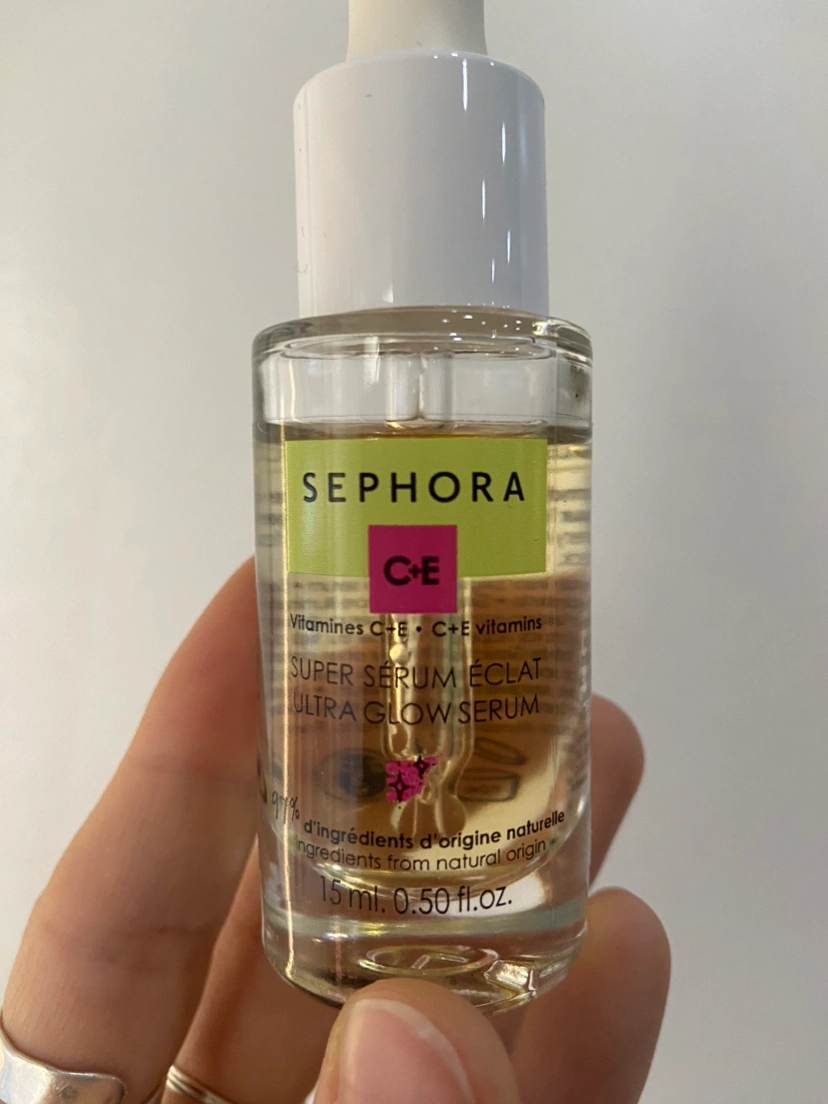 SEPHORA
C+E
Vitamines C+E • C+E vitamins
SUPER SÉRUM ÉCLAT
ULTRA GLOW SERUM
d'ingrédients d'origine naturelle
ingredients from natural origin
15 ml. 0.50 fl.oz.